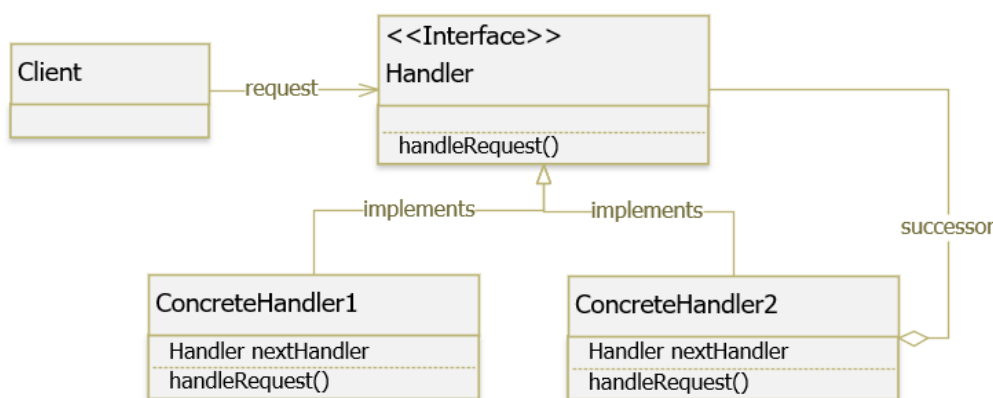 Client
request
<<Interface>>
Handler
handleRequest()
implements
implements
successor
ConcreteHandler1
Handler nextHandler
handleRequest()
ConcreteHandler2
Handler nextHandler
handleRequest()